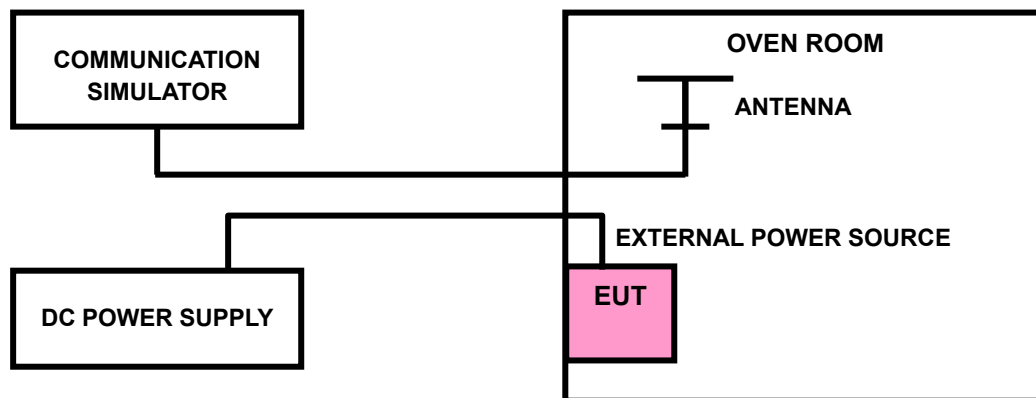 COMMUNICATION
SIMULATOR
OVEN ROOM
ANTENNA
EXTERNAL POWER SOURCE
EUT
DC POWER SUPPLY